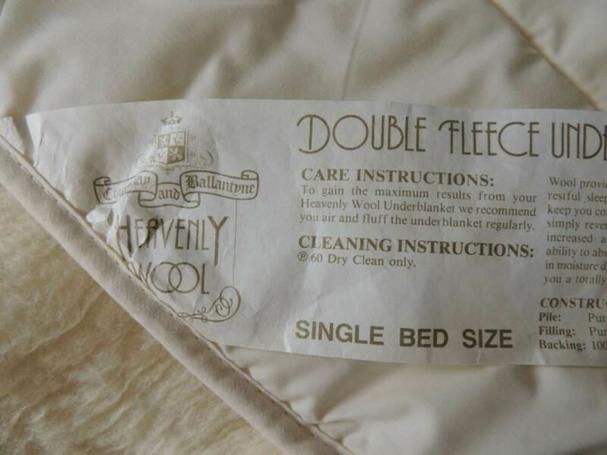 and Ballantyne
HEAVENLY
WOOL
DOUBLE FLEECE UND
CARE INSTRUCTIONS:
To gain the maximum results from your
Heavenly Wool Underblanket we recommend
you air and fluff the underblanket regularly.
CLEANING INSTRUCTIONS:
Ⓟ60 Dry Clean only.
SINGLE BED SIZE
Wool provi
restful sleep
keep you co
simply rever
increased a
ability to abs
in moisture d
you a totally
CONSTRU
Pile: Pur
Filling: Pur
Backing: 100